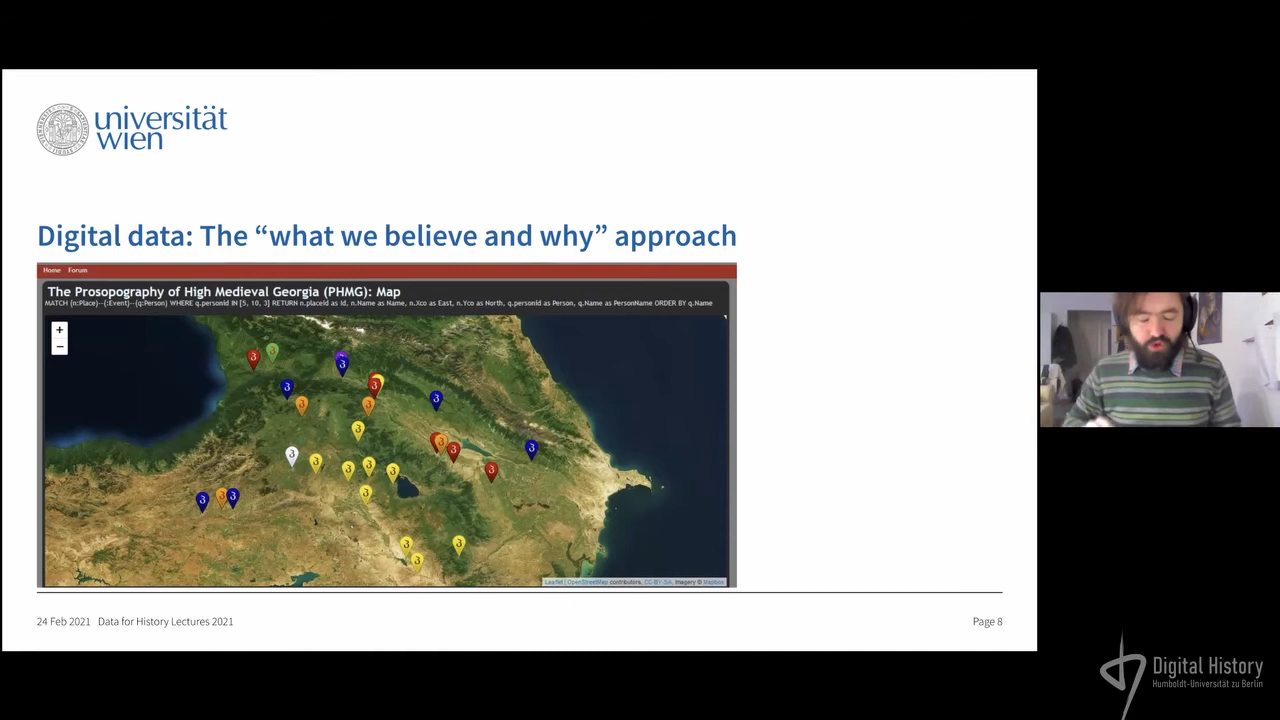 universität
wien
Digital data: The “what we believe and why” approach
Home Forum
The Prosopography of High Medieval Georgia (PHMG): Map
MATCH (n:Place)--(:Event)--(q:Person) WHERE q.personId IN [5, 10, 3] RETURN n.placeId as Id, n.Name as Name, n.Xco as East, n.Yco as North, q.personId as Person, q.Name as PersonName ORDER BY q.Name
+
−
Leaflet | OpenStreetMap contributors, CC-BY-SA, Imagery © Mapbox
24 Feb 2021 Data for History Lectures 2021
Page 8
Digital History
Humboldt-Universität zu Berlin